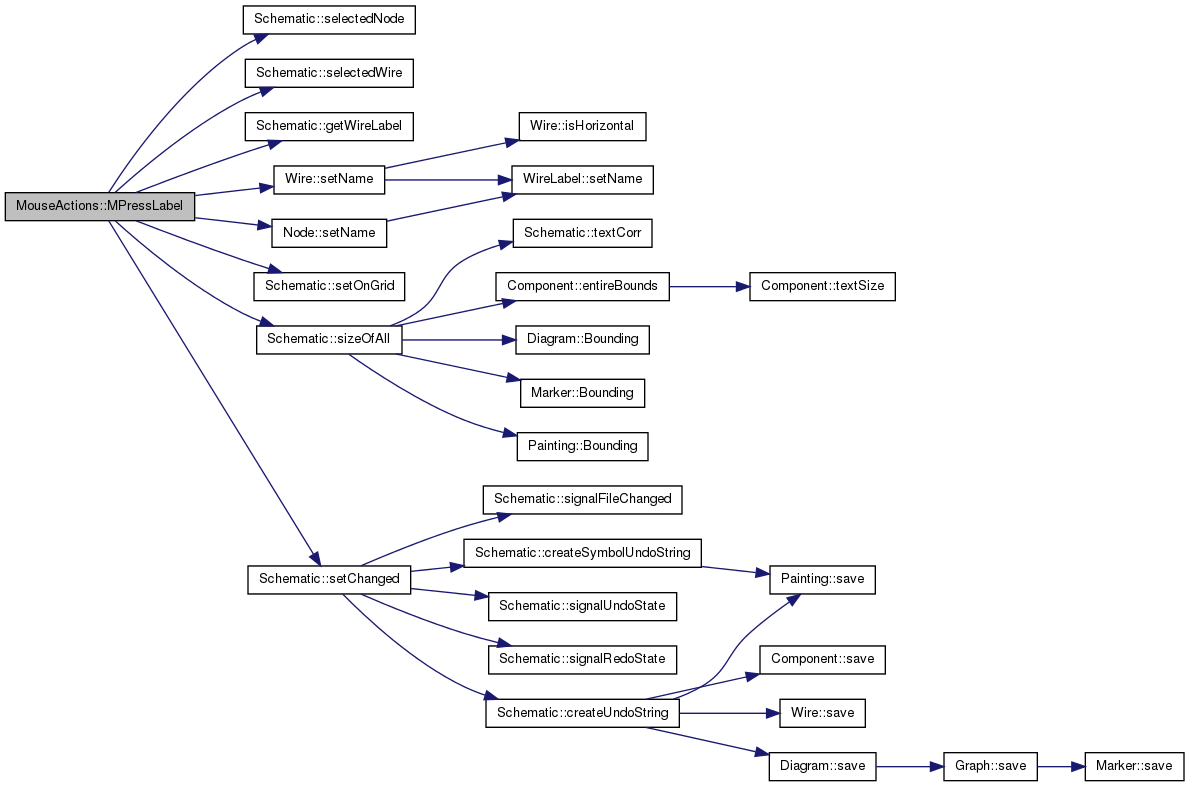 Schematic::selectedNode
Schematic::selectedWire
Schematic::getWireLabel
Wire::isHorizontal
Wire::setName
WireLabel::setName
MouseActions::MPressLabel
Node::setName
Schematic::textCorr
Schematic::setOnGrid
Component::entireBounds
Component::textSize
Schematic::sizeOfAll
Diagram::Bounding
Marker::Bounding
Painting::Bounding
Schematic::signalFileChanged
Schematic::createSymbolUndoString
Schematic::setChanged
Painting::save
Schematic::signalUndoState
Schematic::signalRedoState
Component::save
Schematic::createUndoString
Wire::save
Diagram::save
Graph::save
Marker::save